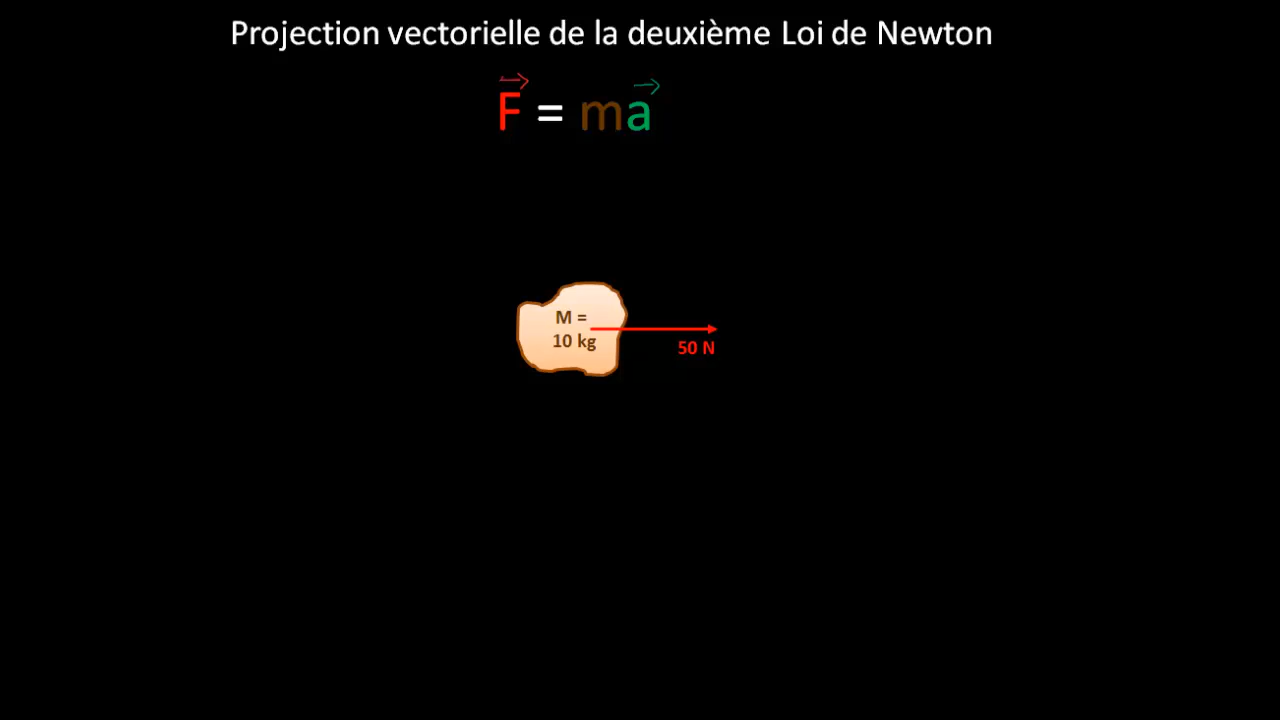 Projection vectorielle de la deuxième Loi de Newton
F = ma
M =
10 kg
50 N